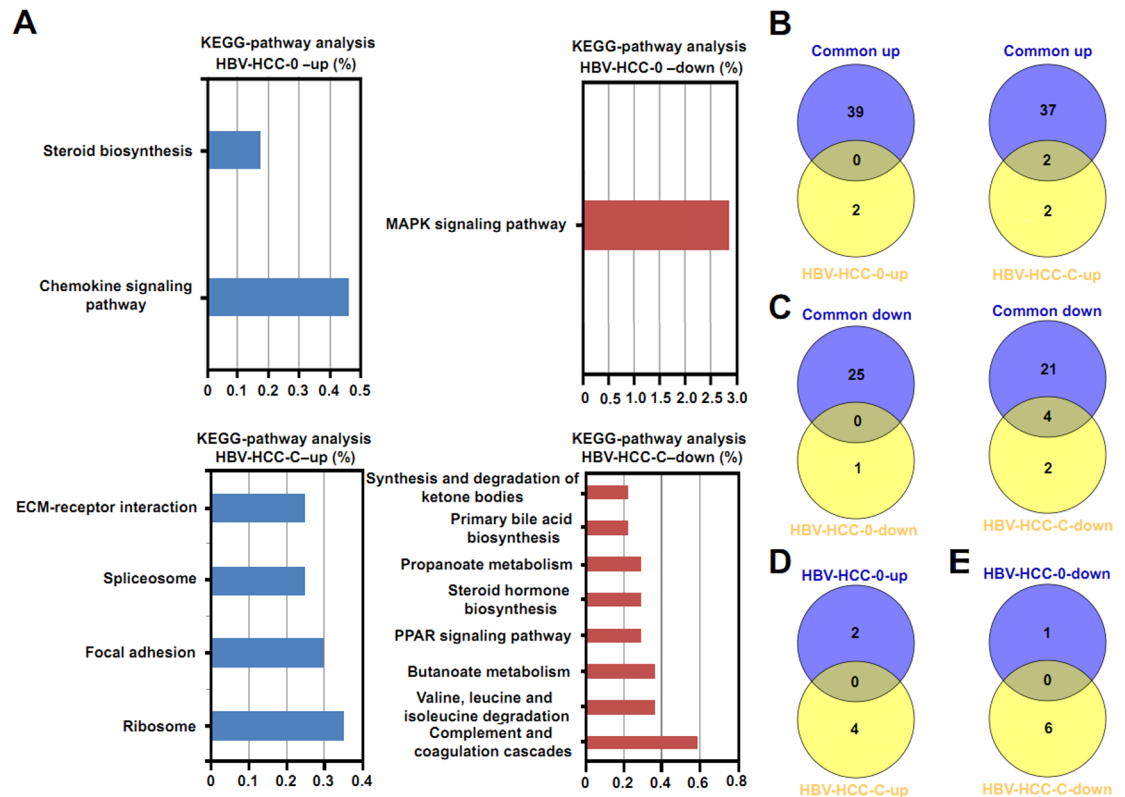 A
KEGG-pathway analysis
HBV-HCC-0 –up (%)
Steroid biosynthesis
Chemokine signaling
pathway
0 0.1 0.2 0.3 0.4 0.5
KEGG-pathway analysis
HBV-HCC-0 –down (%)
MAPK signaling pathway
0 0.5 1.0 1.5 2.0 2.5 3.0
KEGG-pathway analysis
HBV-HCC-C–up (%)
ECM-receptor interaction
Spliceosome
Focal adhesion
Ribosome
0 0.1 0.2 0.3 0.4
KEGG-pathway analysis
HBV-HCC-C–down (%)
Synthesis and degradation of
ketone bodies
Primary bile acid
biosynthesis
Propanoate metabolism
Steroid hormone
biosynthesis
PPAR signaling pathway
Butanoate metabolism
Valine, leucine and
isoleucine degradation
Complement and
coagulation cascades
0 0.2 0.4 0.6 0.8
B
Common up
39
0
2
HBV-HCC-0-up
Common up
37
2
2
HBV-HCC-C-up
C
Common down
25
0
1
HBV-HCC-0-down
Common down
21
4
2
HBV-HCC-C-down
D
HBV-HCC-0-up
2
0
4
HBV-HCC-C-up
E
HBV-HCC-0-down
1
0
6
HBV-HCC-C-down